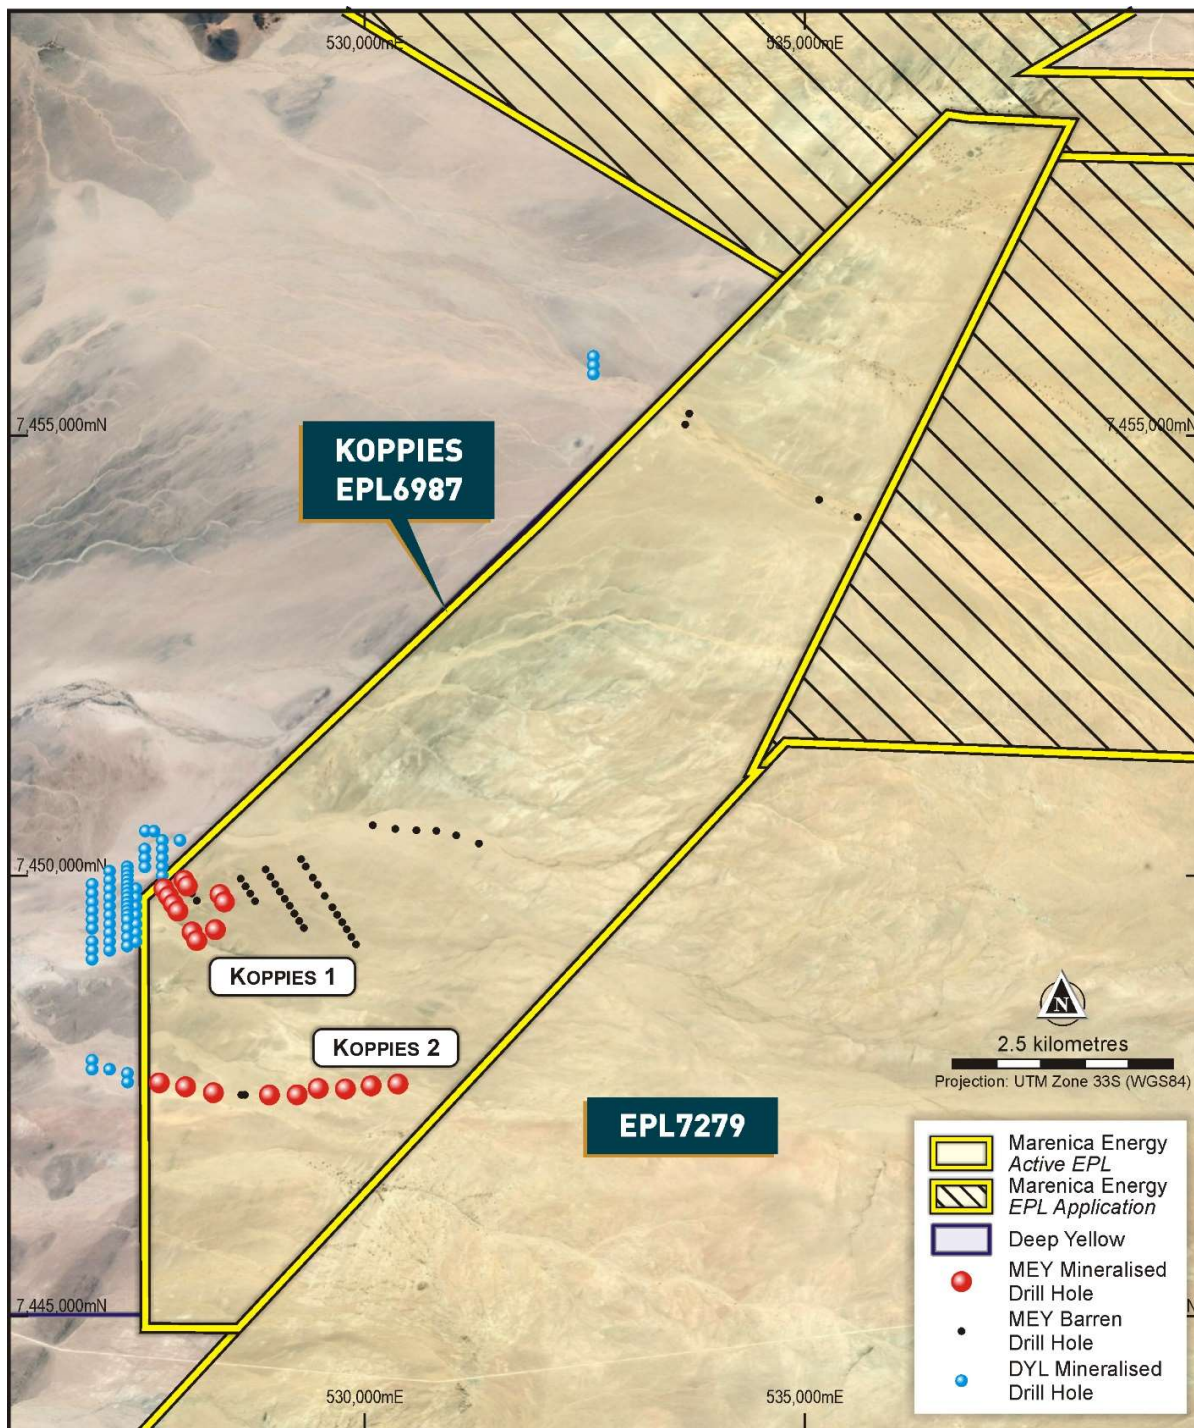 530,000mE
535,000mE
7,455,000mN
7,455,000mN
KOPPIES
EPL6987
7,450,000mN
KOPPIES 1
KOPPIES 2
N
2.5 kilometres
Projection: UTM Zone 33S (WGS84)
EPL7279
Marenica Energy
Active EPL
Marenica Energy
EPL Application
Deep Yellow
MEY Mineralised
Drill Hole
MEY Barren
Drill Hole
DYL Mineralised
Drill Hole
7,445,000mN
N
530,000mE
535,000mE